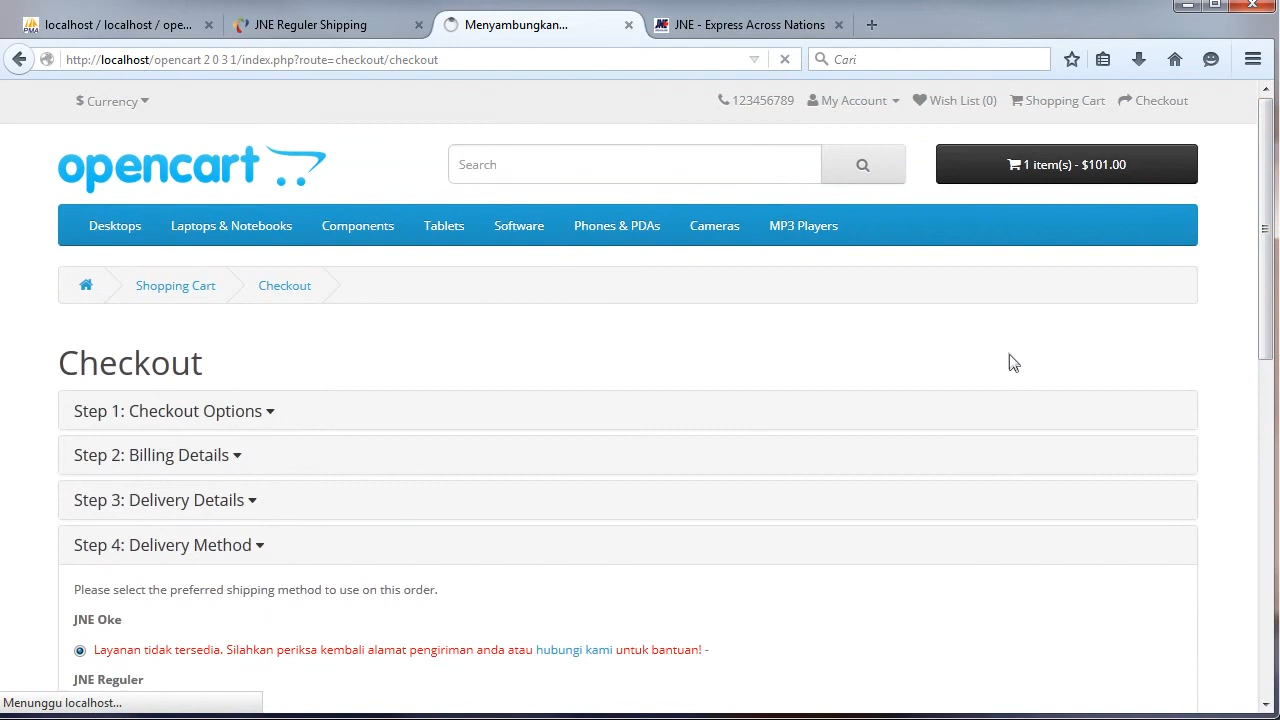 localhost / localhost / ope...
JNE Reguler Shipping
Menyambungkan...
JNE - Express Across Nations
http://localhost/opencart 2 0 3 1/index.php?route=checkout/checkout
Cari
$ Currency
123456789
My Account
Wish List (0)
Shopping Cart
Checkout
opencart
Search
1 item(s) - $101.00
Desktops
Laptops & Notebooks
Components
Tablets
Software
Phones & PDAs
Cameras
MP3 Players
Shopping Cart
Checkout
Checkout
Step 1: Checkout Options
Step 2: Billing Details
Step 3: Delivery Details
Step 4: Delivery Method
Please select the preferred shipping method to use on this order.
JNE Oke
Layanan tidak tersedia. Silahkan periksa kembali alamat pengiriman anda atau hubungi kami untuk bantuan! -
JNE Reguler
Menunggu localhost...